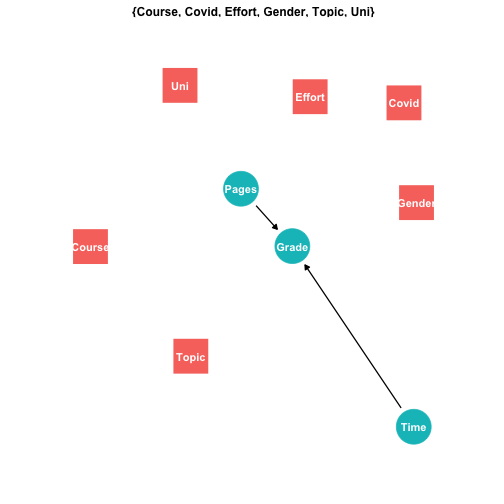 {Course, Covid, Effort, Gender, Topic, Uni}
Uni
Effort
Covid
Pages
Gender
Course
Grade
Topic
Time